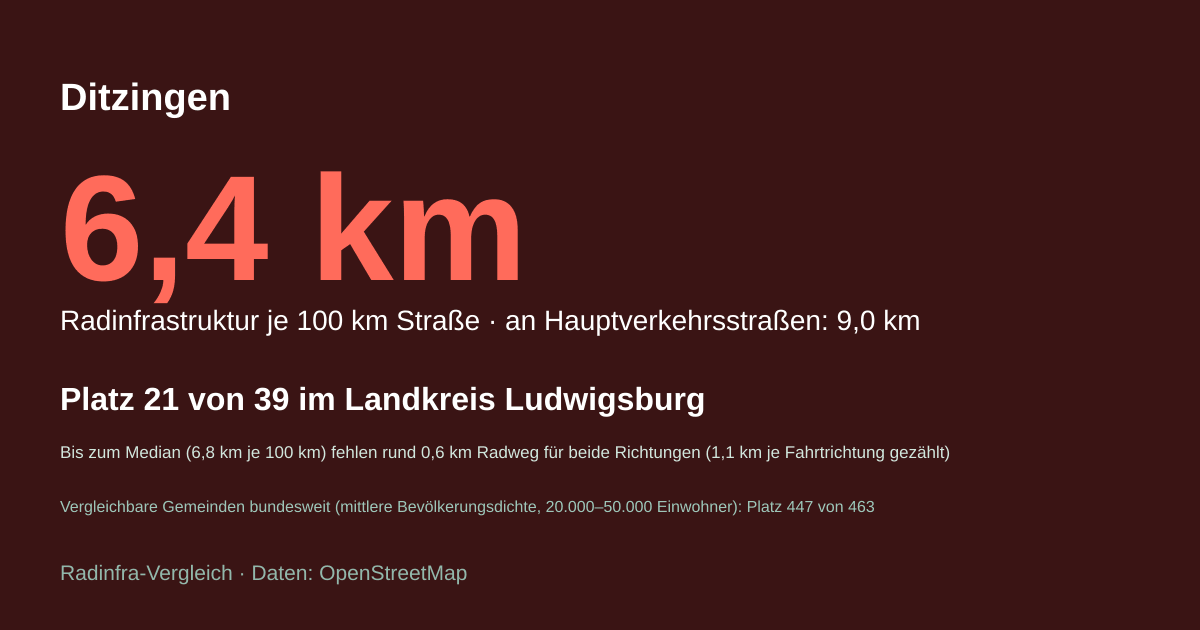 Ditzingen
6,4 km
Radinfrastruktur je 100 km Straße · an Hauptverkehrsstraßen: 9,0 km
Platz 21 von 39 im Landkreis Ludwigsburg
Bis zum Median (6,8 km je 100 km) fehlen rund 0,6 km Radweg für beide Richtungen (1,1 km je Fahrtrichtung gezählt)
Vergleichbare Gemeinden bundesweit (mittlere Bevölkerungsdichte, 20.000–50.000 Einwohner): Platz 447 von 463
Radinfra-Vergleich · Daten: OpenStreetMap